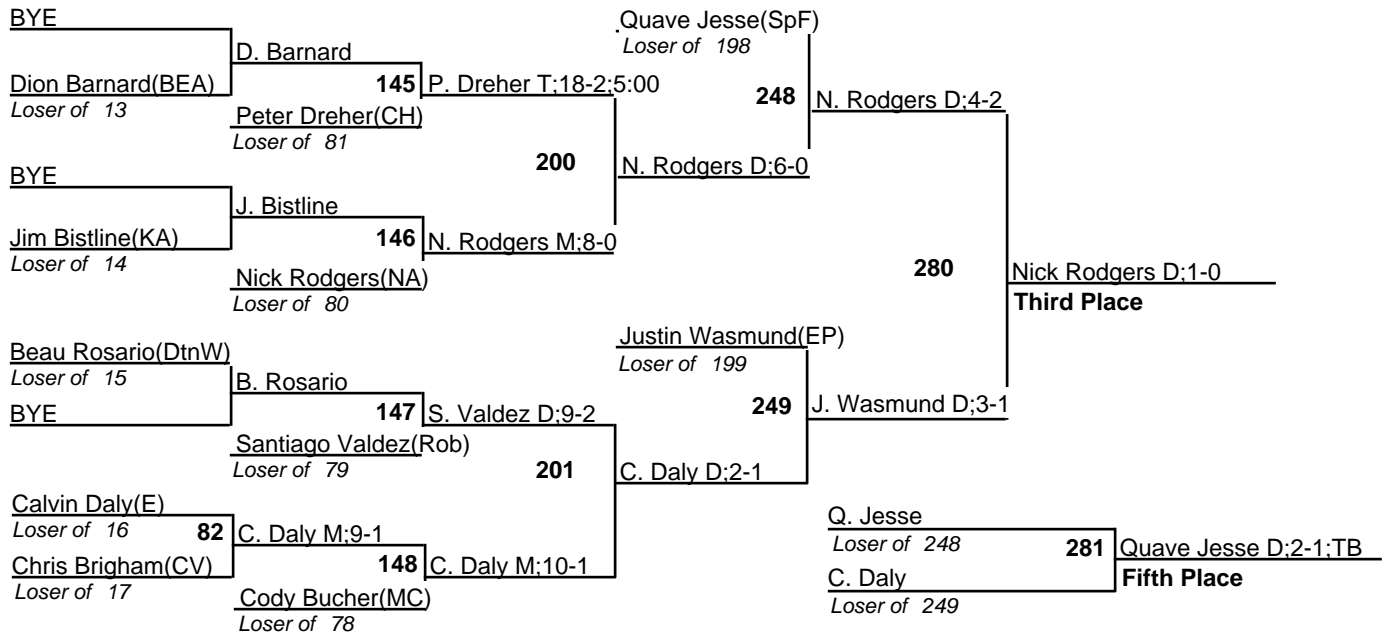 BYE
D. Barnard
Dion Barnard(BEA)
Loser of 13
145
P. Dreher T;18-2;5:00
Peter Dreher(CH)
Loser of 81
200
BYE
J. Bistline
Jim Bistline(KA)
Loser of 14
146
N. Rodgers M;8-0
Nick Rodgers(NA)
Loser of 80
Quave Jesse(SpF)
Loser of 198
248
N. Rodgers D;4-2
N. Rodgers D;6-0
280
Nick Rodgers D;1-0
Third Place
Beau Rosario(DtnW)
Loser of 15
B. Rosario
BYE
147
S. Valdez D;9-2
Santiago Valdez(Rob)
Loser of 79
201
Calvin Daly(E)
Loser of 16
82
C. Daly M;9-1
Chris Brigham(CV)
Loser of 17
148
C. Daly M;10-1
Cody Bucher(MC)
Loser of 78
Justin Wasmund(EP)
Loser of 199
249
J. Wasmund D;3-1
C. Daly D;2-1
Q. Jesse
Loser of 248
281
Quave Jesse D;2-1;TB
Fifth Place
C. Daly
Loser of 249